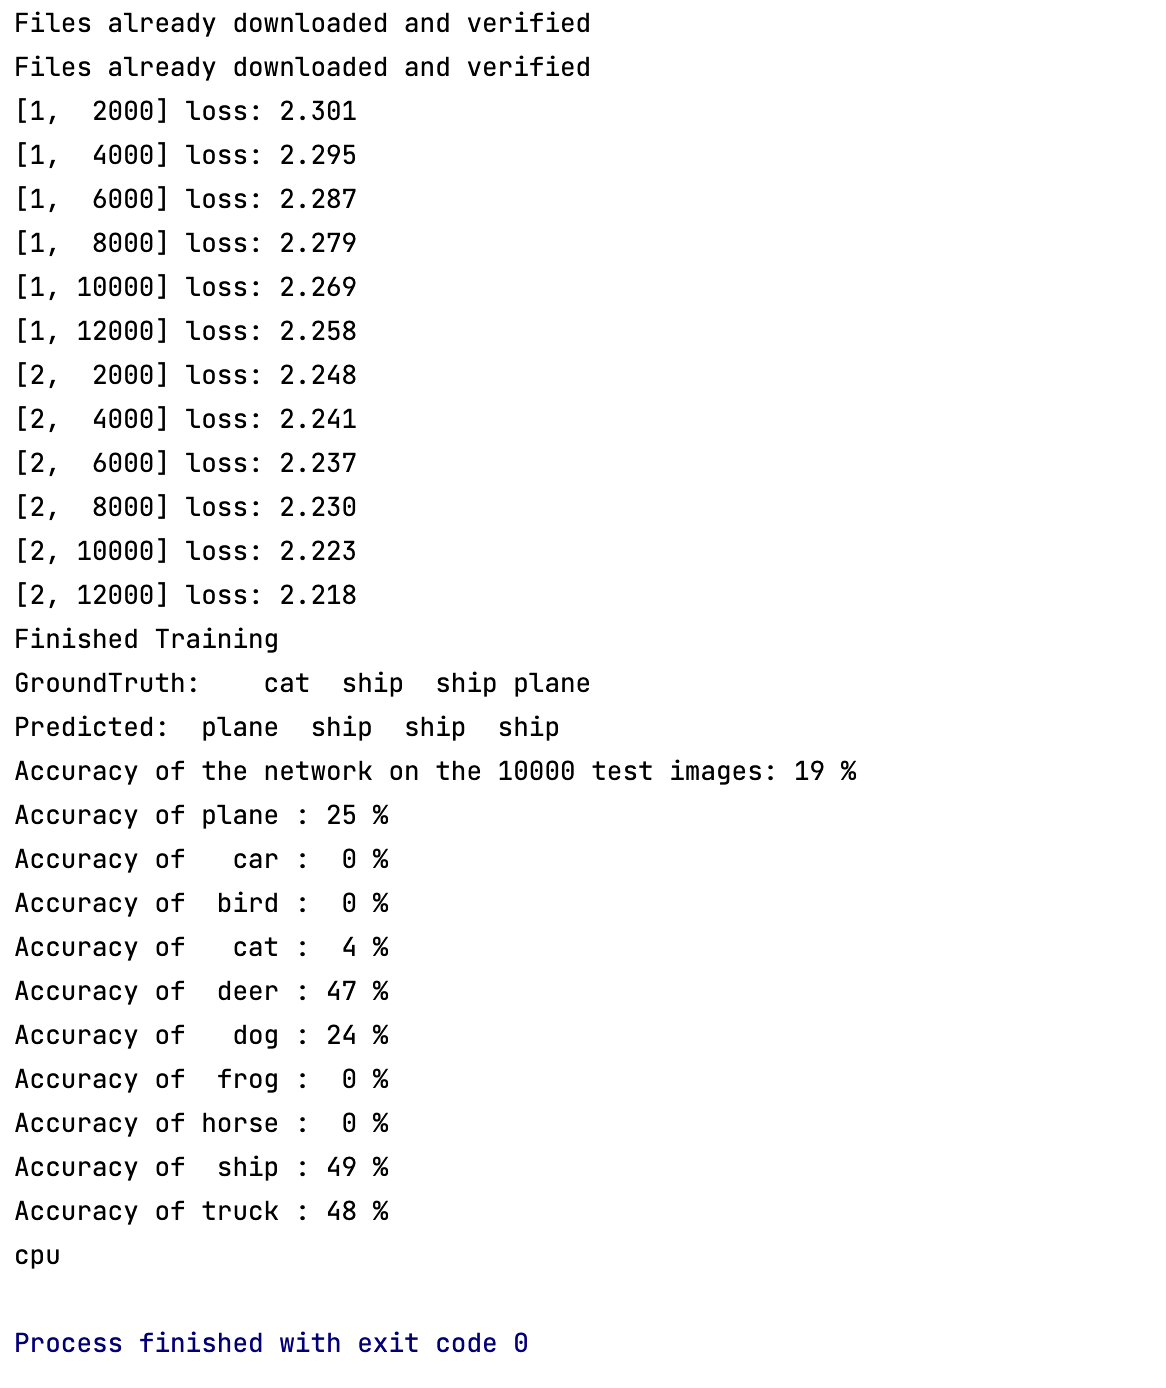 Files already downloaded and verified
Files already downloaded and verified
[1,  2000] loss: 2.301
[1,  4000] loss: 2.295
[1,  6000] loss: 2.287
[1,  8000] loss: 2.279
[1, 10000] loss: 2.269
[1, 12000] loss: 2.258
[2,  2000] loss: 2.248
[2,  4000] loss: 2.241
[2,  6000] loss: 2.237
[2,  8000] loss: 2.230
[2, 10000] loss: 2.223
[2, 12000] loss: 2.218
Finished Training
GroundTruth:    cat  ship  ship plane
Predicted:  plane  ship  ship  ship
Accuracy of the network on the 10000 test images: 19 %
Accuracy of plane : 25 %
Accuracy of   car :  0 %
Accuracy of  bird :  0 %
Accuracy of   cat :  4 %
Accuracy of  deer : 47 %
Accuracy of   dog : 24 %
Accuracy of  frog :  0 %
Accuracy of horse :  0 %
Accuracy of  ship : 49 %
Accuracy of truck : 48 %
cpu
Process finished with exit code 0